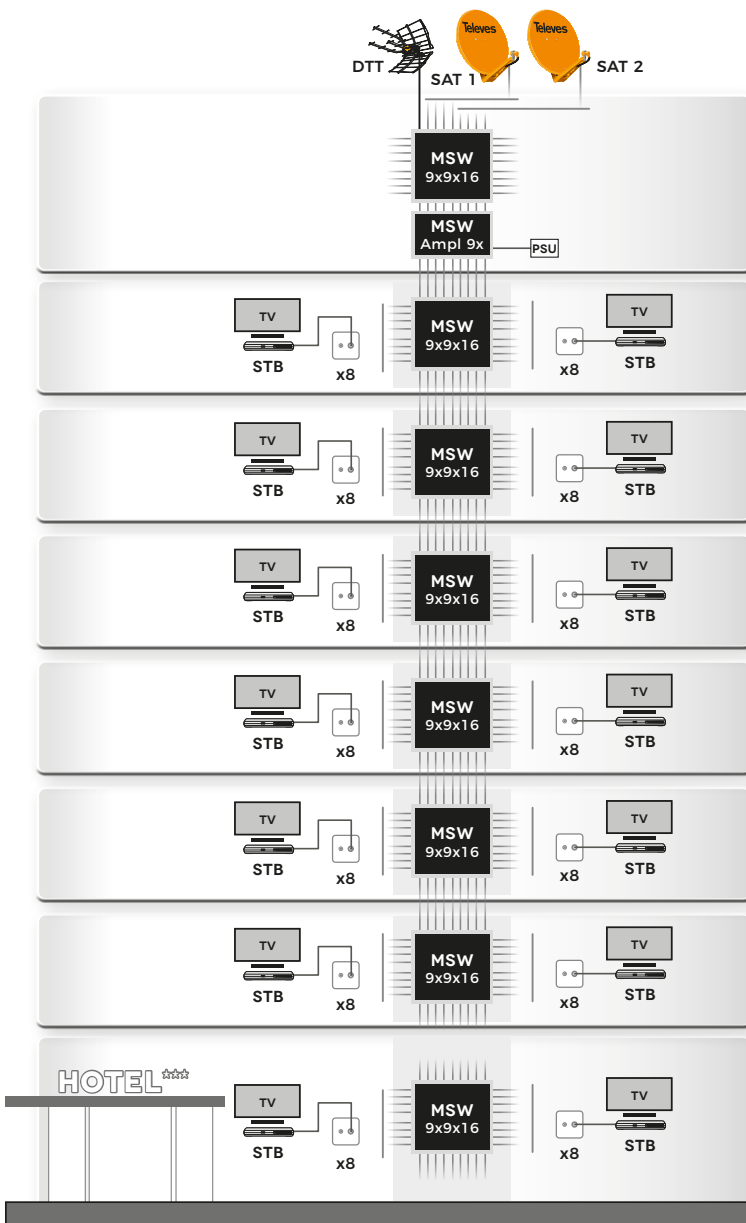 Televes
Televes
DTT
SAT 1
SAT 2
MSW
9x9x16
MSW
Ampl 9x
PSU
TV
STB
x8
MSW
9x9x16
x8
TV
STB
TV
STB
x8
MSW
9x9x16
x8
TV
STB
TV
STB
x8
MSW
9x9x16
x8
TV
STB
TV
STB
x8
MSW
9x9x16
x8
TV
STB
TV
STB
x8
MSW
9x9x16
x8
TV
STB
TV
STB
x8
MSW
9x9x16
x8
TV
STB
HOTEL***
TV
STB
x8
MSW
9x9x16
x8
TV
STB